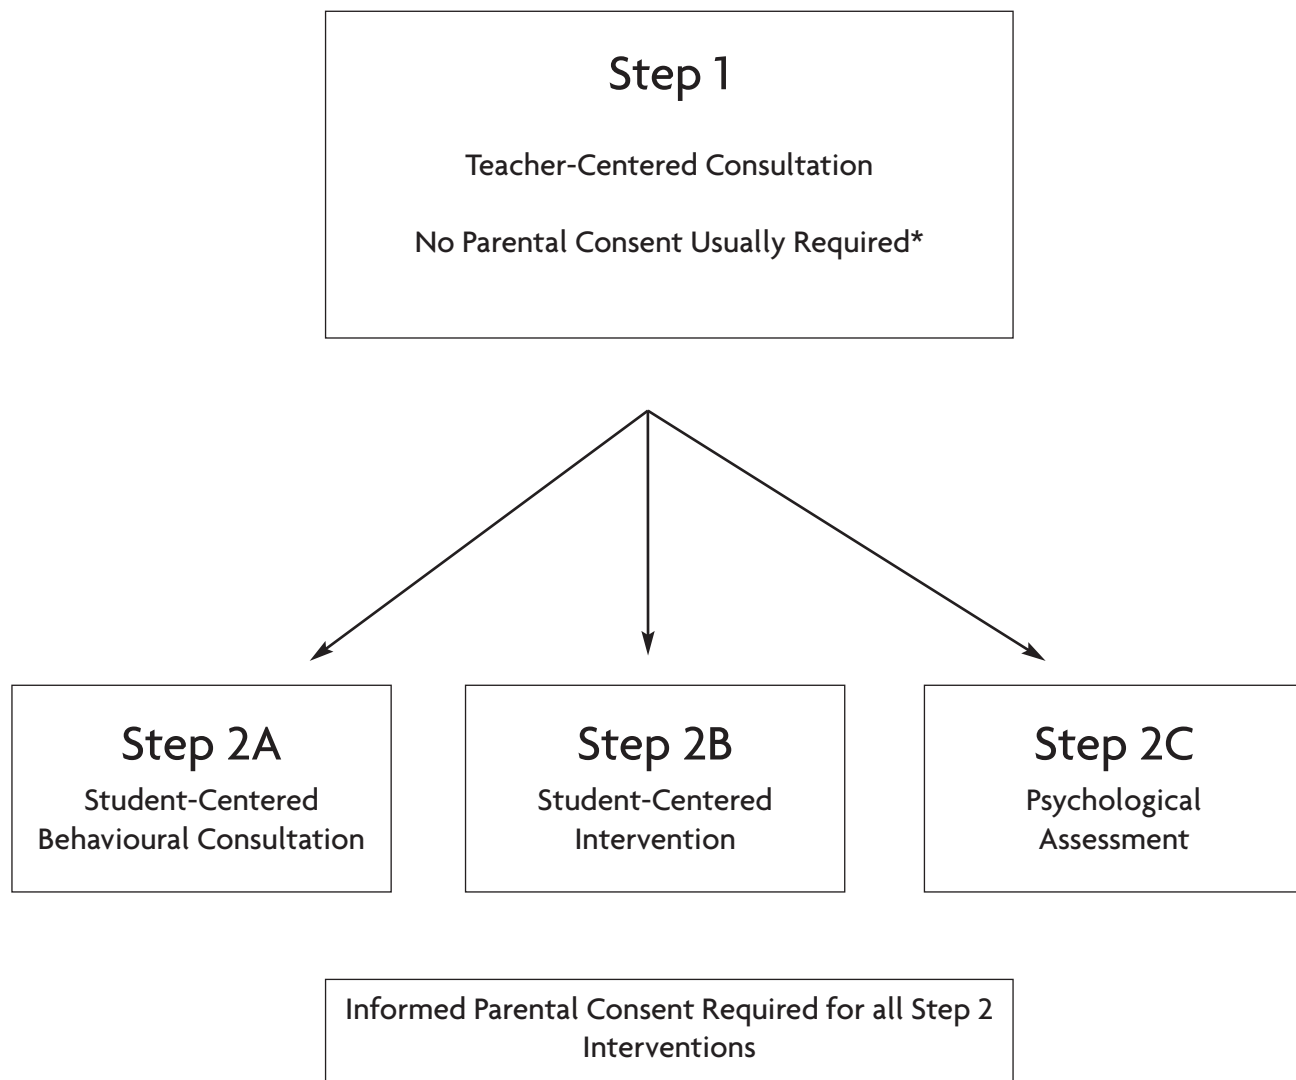 Step 1
Teacher-Centered Consultation
No Parental Consent Usually Required*
Step 2A
Student-Centered
Behavioural Consultation
Step 2B
Student-Centered
Intervention
Step 2C
Psychological
Assessment
Informed Parental Consent Required for all Step 2
Interventions